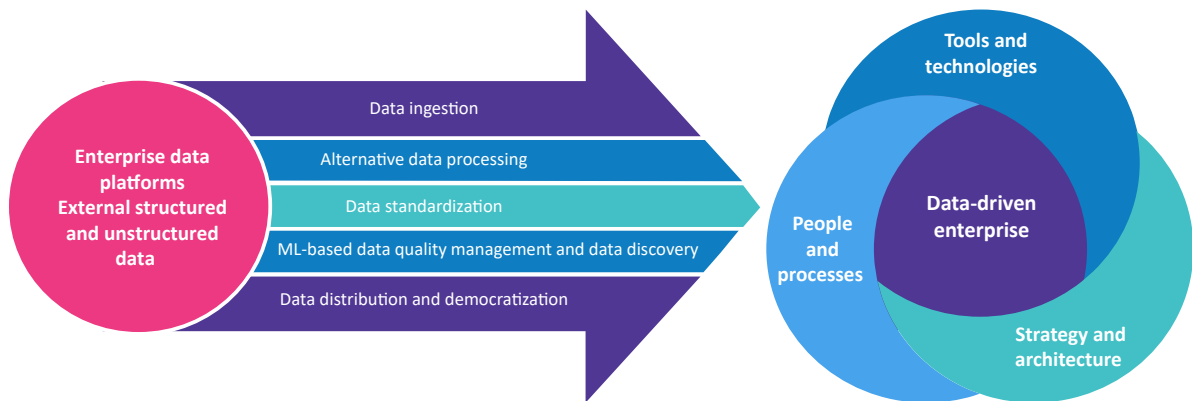 Enterprise data
platforms
External structured
and unstructured
data
Data ingestion
Alternative data processing
Data standardization
ML-based data quality management and data discovery
Data distribution and democratization
Tools and
technologies
People
and
processes
Data-driven
enterprise
Strategy and
architecture